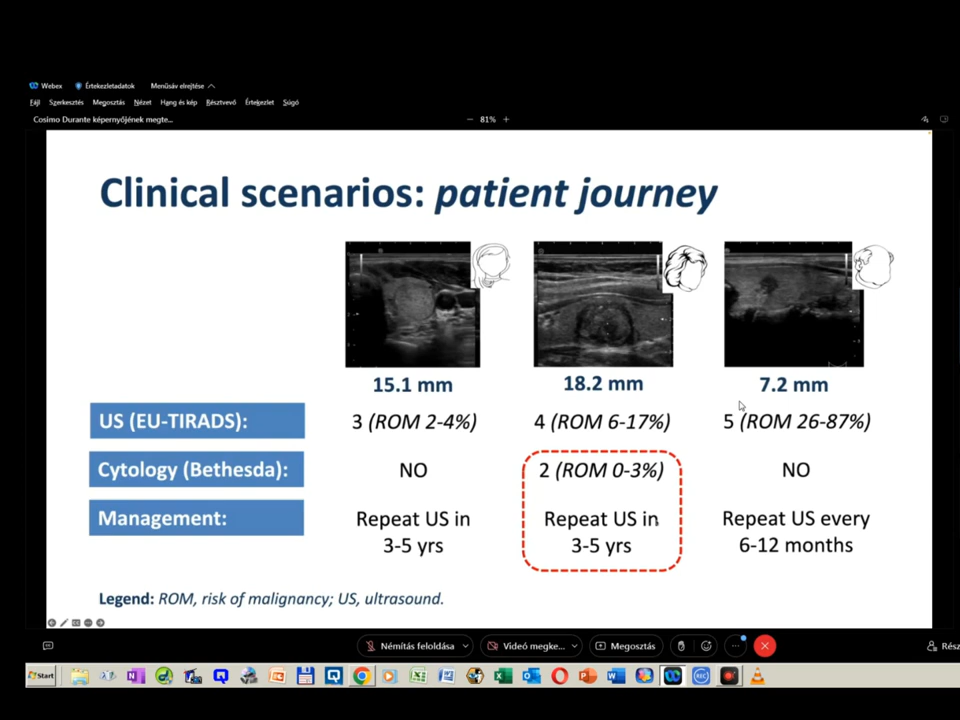 Webex Értekezletadatok Menüsáv elrejtése
Fájl Szerkesztés Megosztás Nézet Hang és kép Résztvevő Értekezlet Súgó
Cosimo Durante képernyőjének megte... 81%
Clinical scenarios: patient journey
15.1 mm 18.2 mm 7.2 mm
US (EU-TIRADS): 3 (ROM 2-4%) 4 (ROM 6-17%) 5 (ROM 26-87%)
Cytology (Bethesda): NO 2 (ROM 0-3%) NO
Management: Repeat US in Repeat US in Repeat US every
3-5 yrs 3-5 yrs 6-12 months
Legend: ROM, risk of malignancy; US, ultrasound.
Némítás feloldása Videó megke... Megosztás Rész
Start